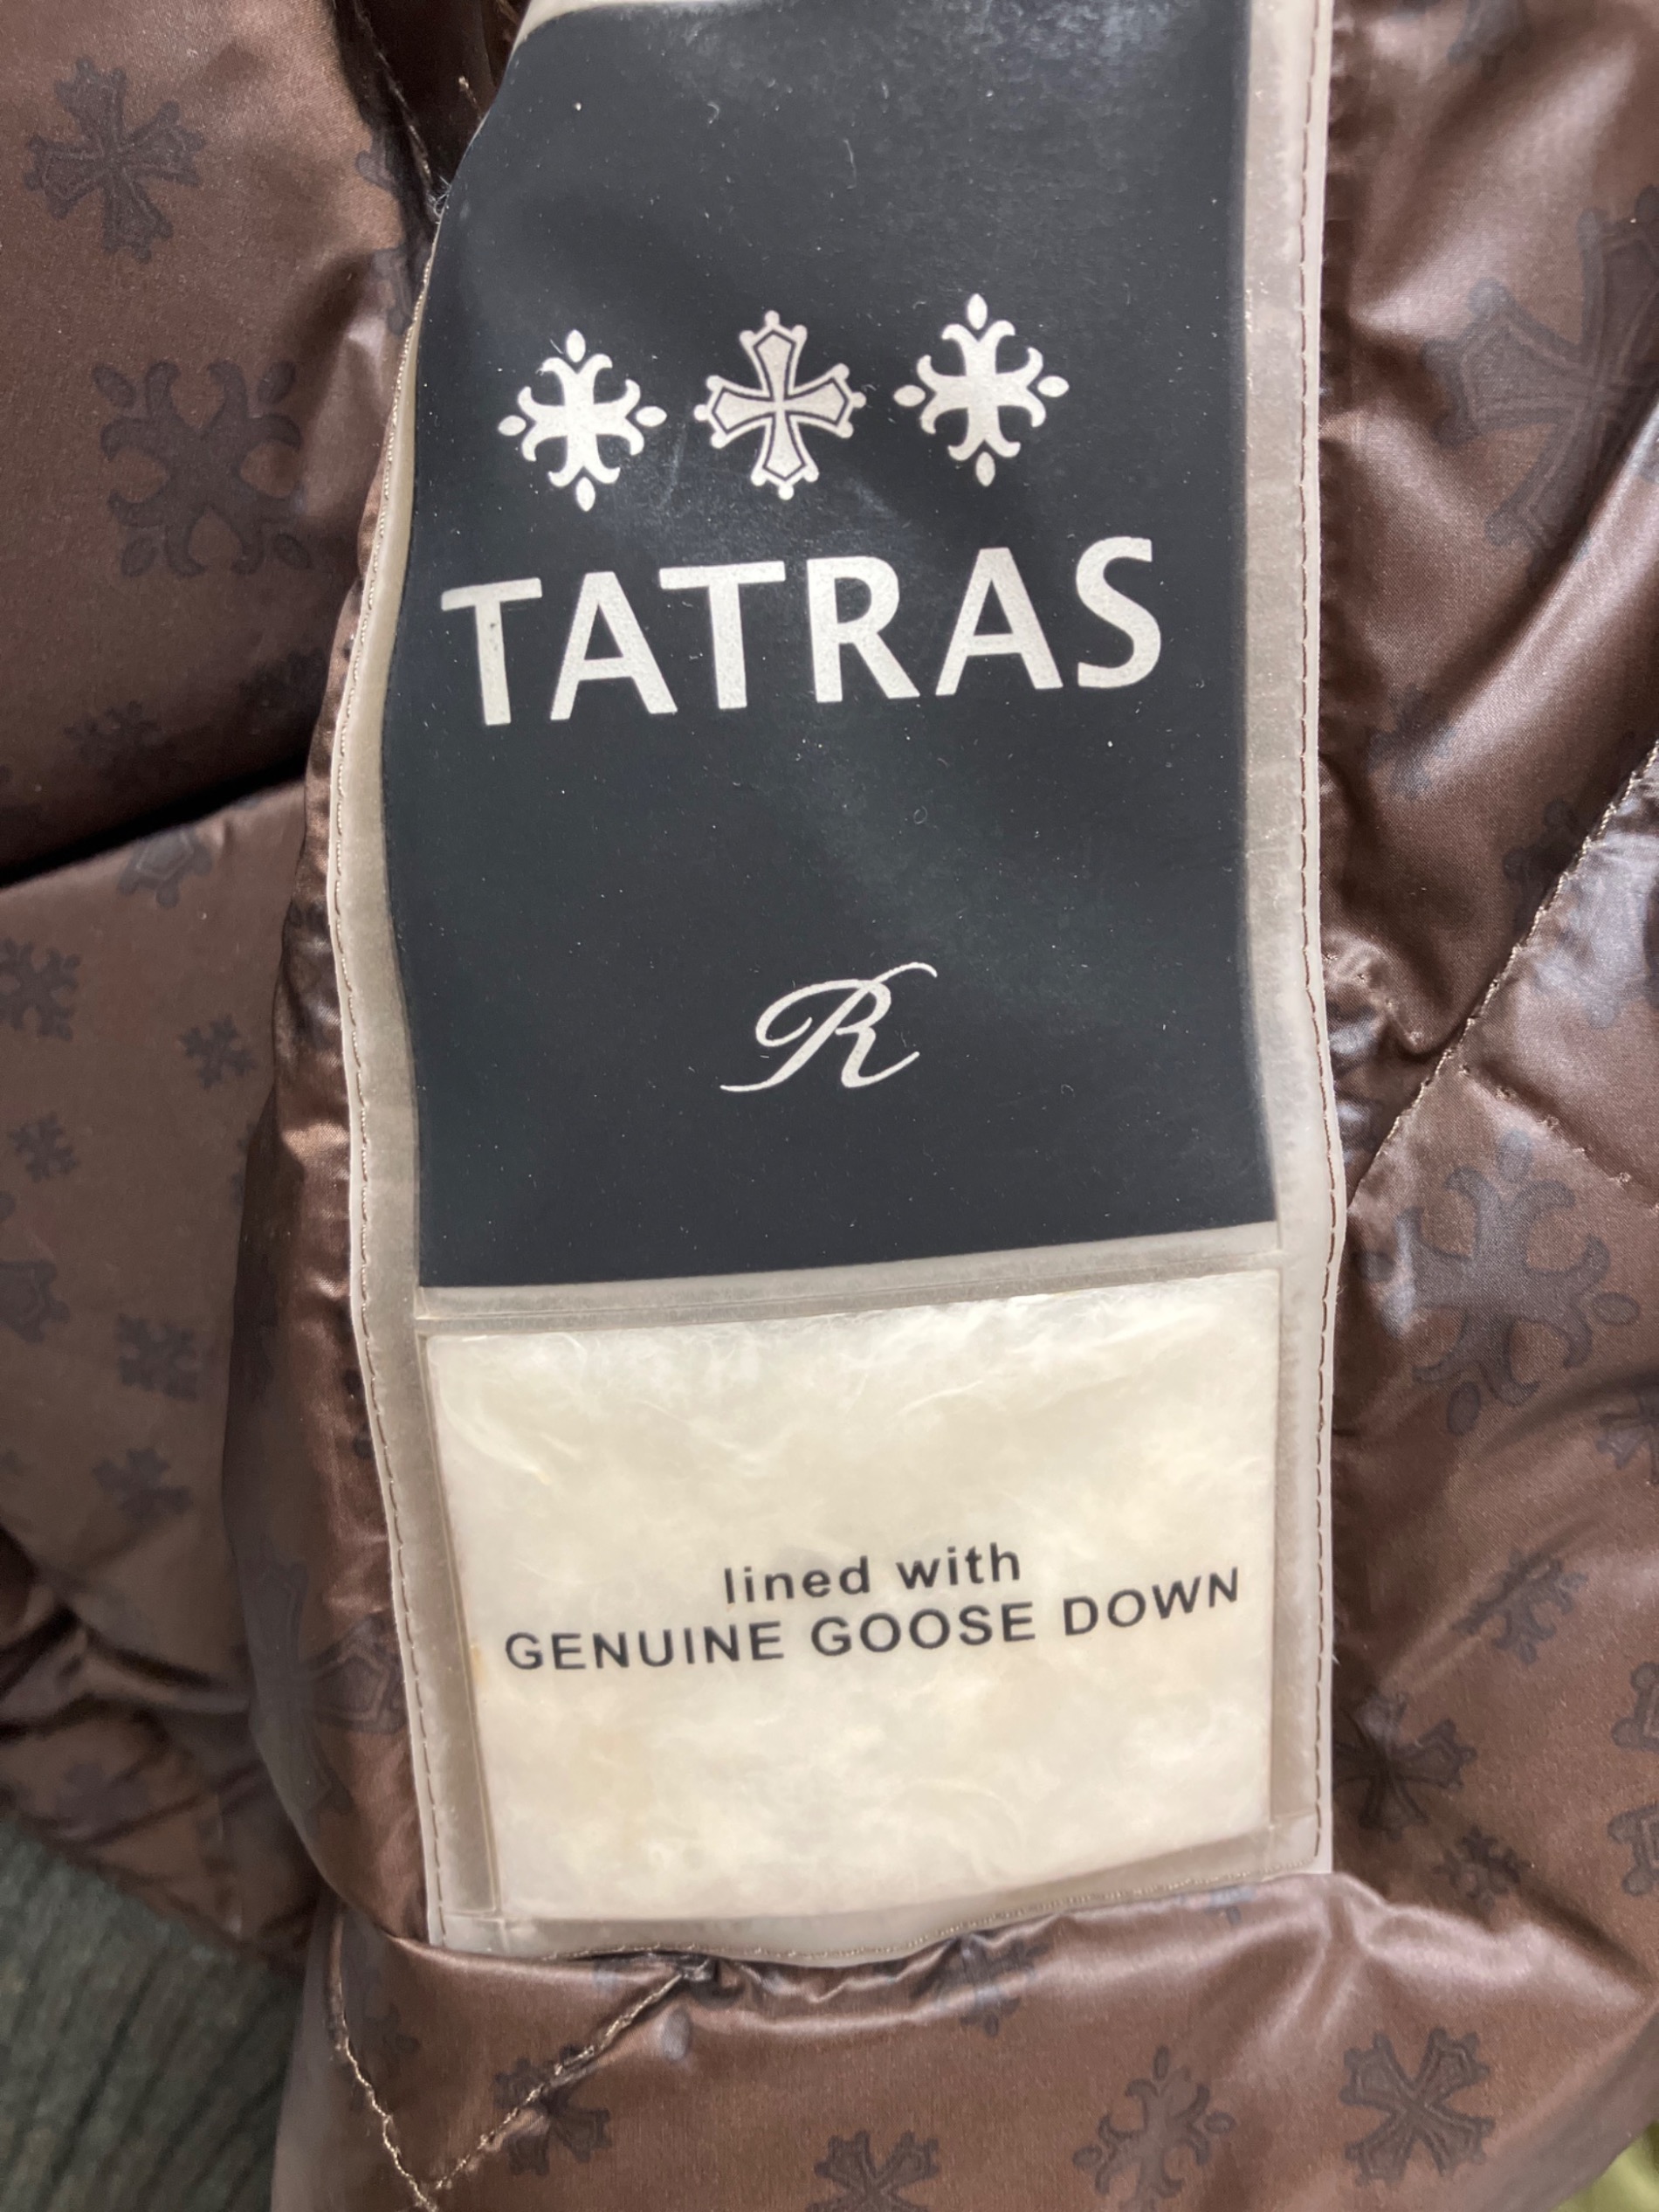 TATRAS
R
lined with
GENUINE GOOSE DOWN